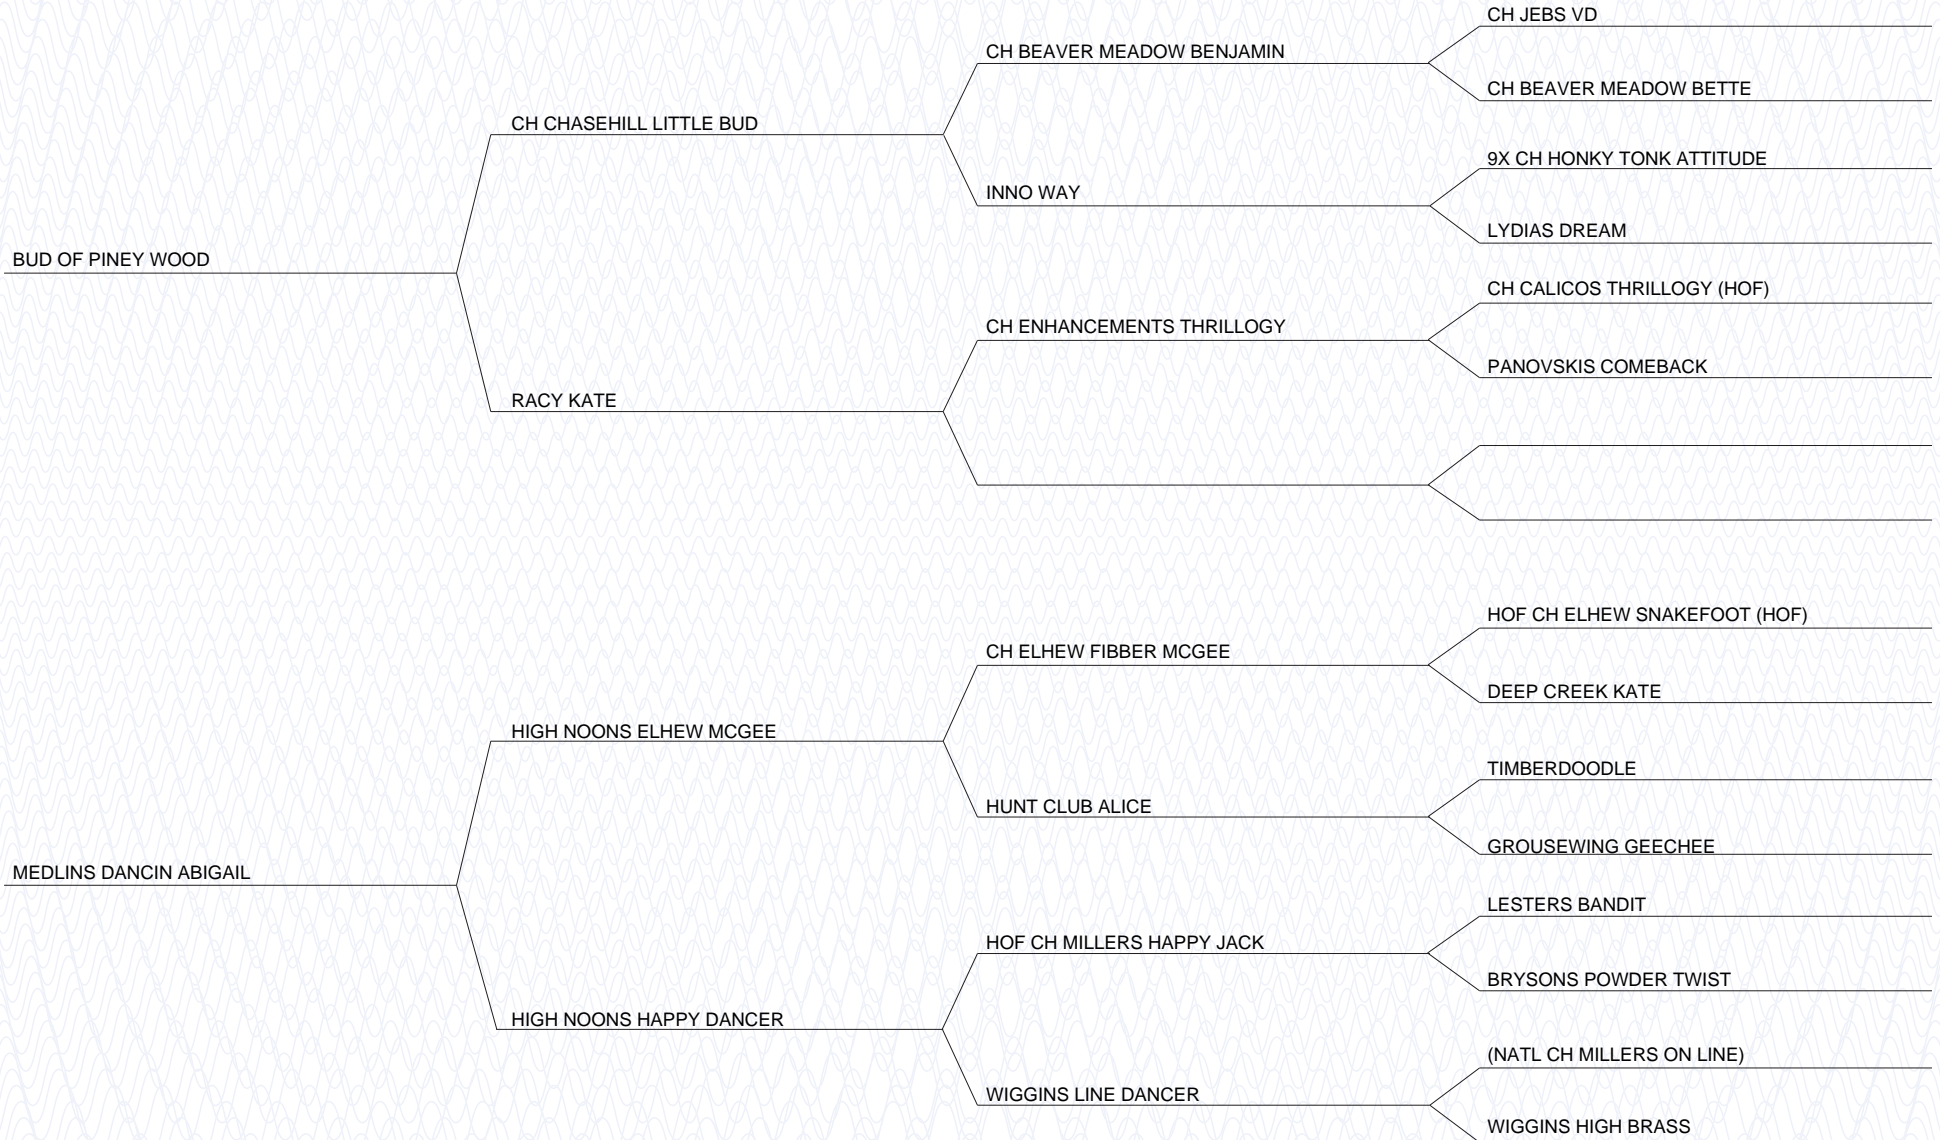 CH JEBS VD
CH BEAVER MEADOW BENJAMIN
CH BEAVER MEADOW BETTE
CH CHASEHILL LITTLE BUD
9X CH HONKY TONK ATTITUDE
INNO WAY
LYDIAS DREAM
BUD OF PINEY WOOD
CH CALICOS THRILLOGY (HOF)
CH ENHANCEMENTS THRILLOGY
PANOVSKIS COMEBACK
RACY KATE
HOF CH ELHEW SNAKEFOOT (HOF)
CH ELHEW FIBBER MCGEE
DEEP CREEK KATE
HIGH NOONS ELHEW MCGEE
TIMBERDOODLE
HUNT CLUB ALICE
GROUSEWING GEECHEE
MEDLINS DANCIN ABIGAIL
LESTERS BANDIT
HOF CH MILLERS HAPPY JACK
BRYSONS POWDER TWIST
HIGH NOONS HAPPY DANCER
(NATL CH MILLERS ON LINE)
WIGGINS LINE DANCER
WIGGINS HIGH BRASS